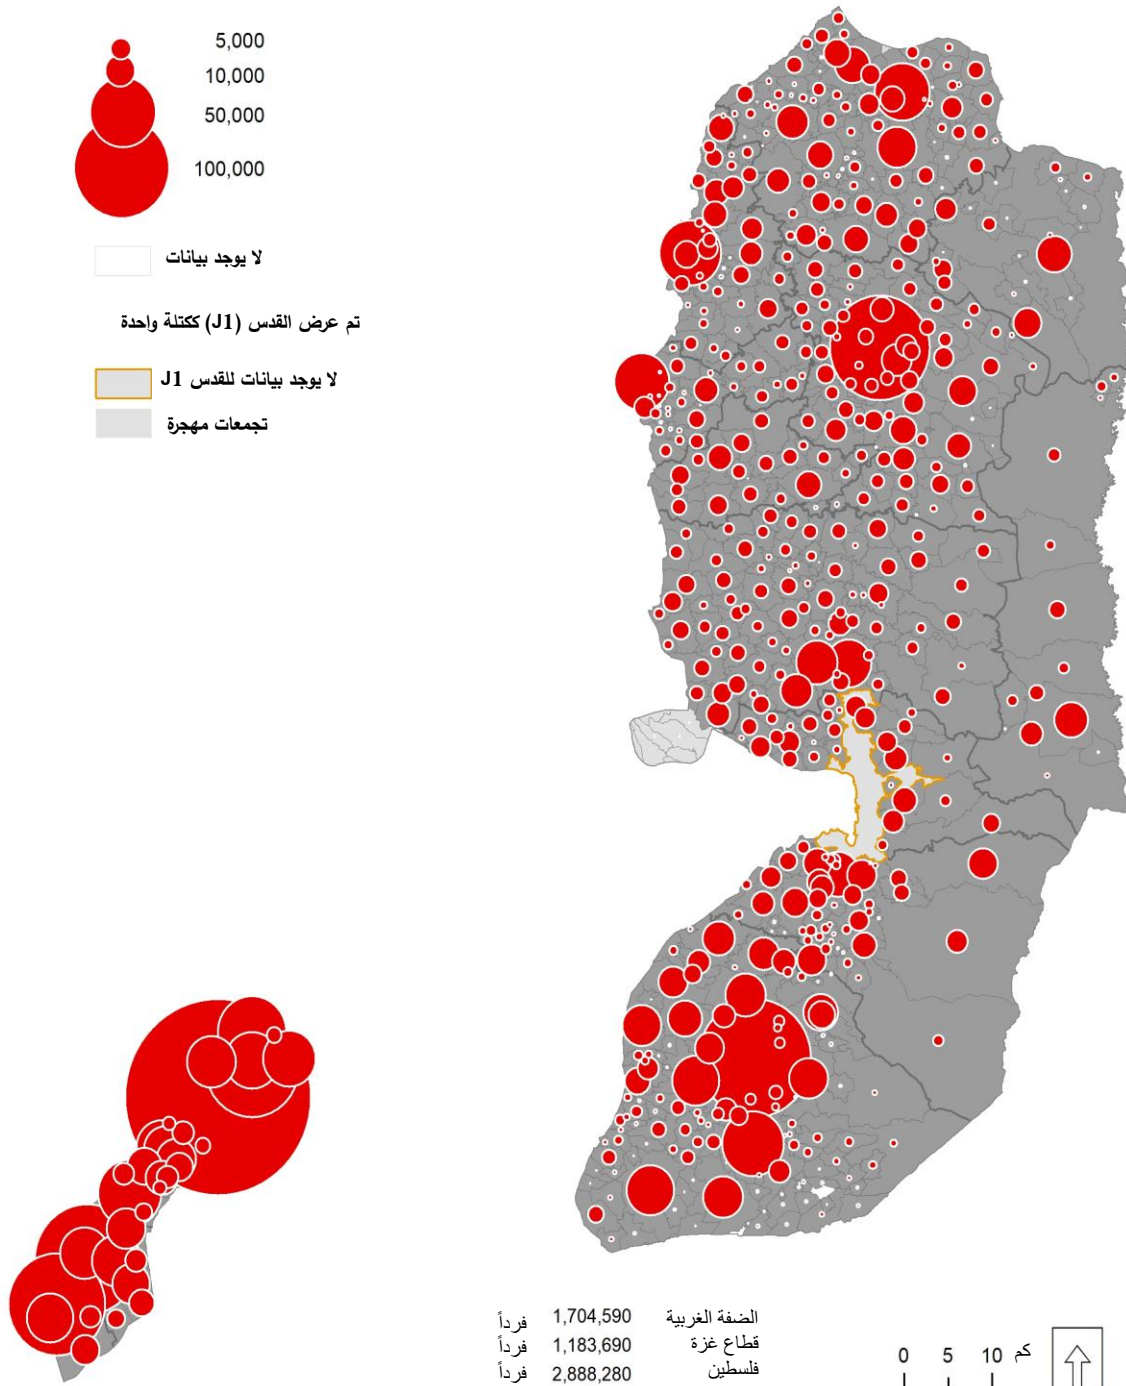 5,000
10,000
50,000
100,000
لا يوجد بيانات
تم عرض القدس (J1) ككتلة واحدة
لا يوجد بيانات للقدس J1
تجمعات مهجرة
الضفة الغربية 1,704,590 فرداً
قطاع غزة 1,183,690 فرداً
فلسطين 2,888,280 فرداً
0 5 10 كم